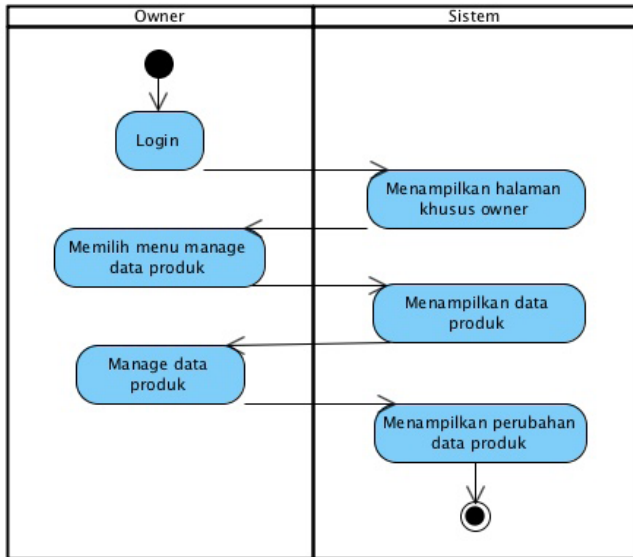 Owner
Sistem
Login
Menampilkan halaman
khusus owner
Memilih menu manage
data produk
Menampilkan data
produk
Manage data
produk
Menampilkan perubahan
data produk